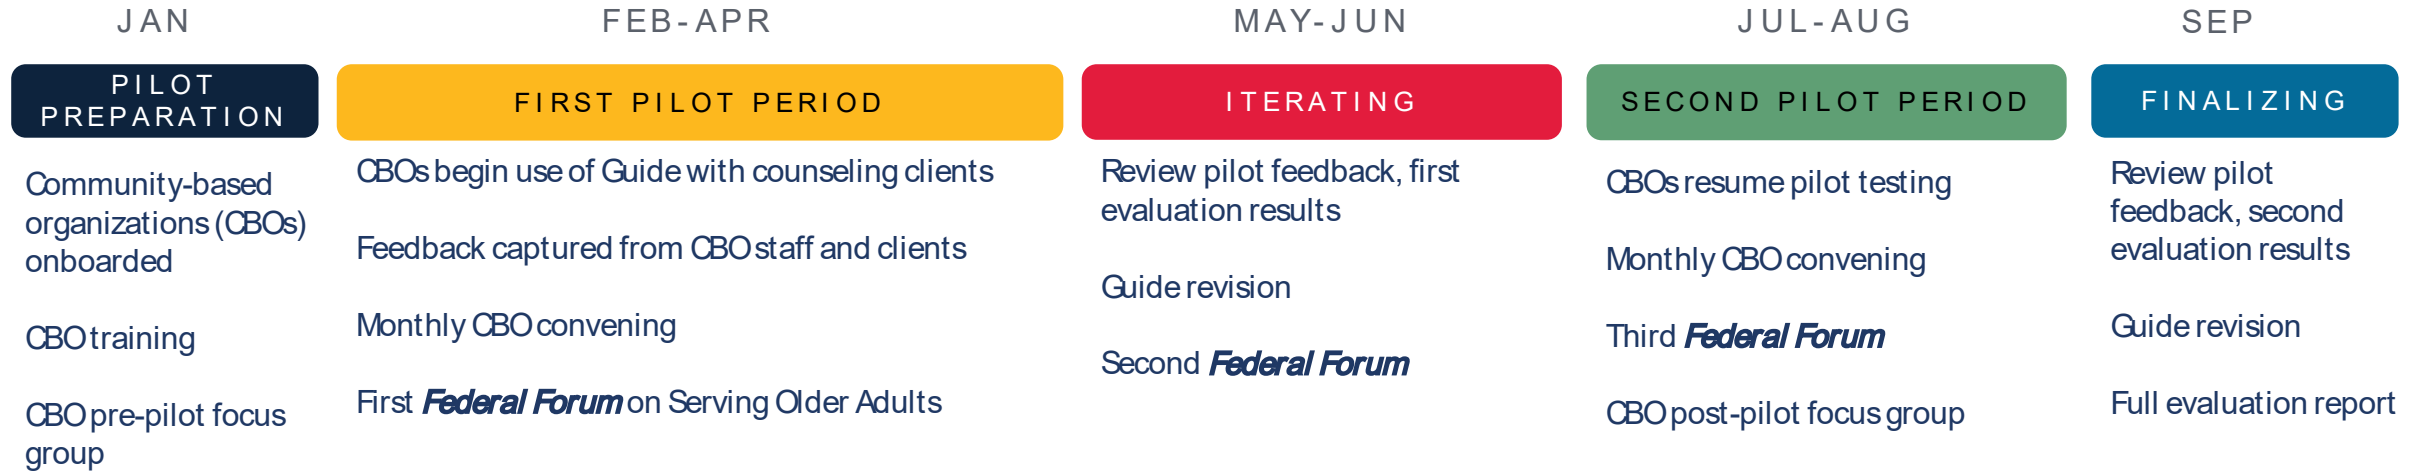 JAN
PILOT
PREPARATION
Community-based
organizations (CBOs)
onboarded
CBO training
CBO pre-pilot focus
group
FEB-APR
FIRST PILOT PERIOD
CBOs begin use of Guide with counseling clients
Feedback captured from CBO staff and clients
Monthly CBO convening
First Federal Forum on Serving Older Adults
MAY-JUN
ITERATING
Review pilot feedback, first
evaluation results
Guide revision
Second Federal Forum
JUL-AUG
SECOND PILOT PERIOD
CBOs resume pilot testing
Monthly CBO convening
Third Federal Forum
CBO post-pilot focus group
SEP
FINALIZING
Review pilot
feedback, second
evaluation results
Guide revision
Full evaluation report